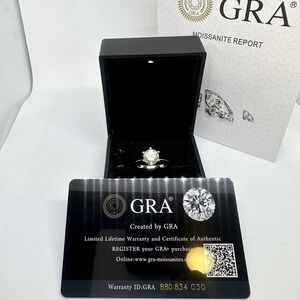 GRA®
MOISSANITE REPORT
GRA®
Created by GRA
Limited Lifetime Warranty and Certificate of Authentic
REGISTER your GRA® purchase
Online:www.gra-moissanites.
Warranty ID:GRA 880 834 030